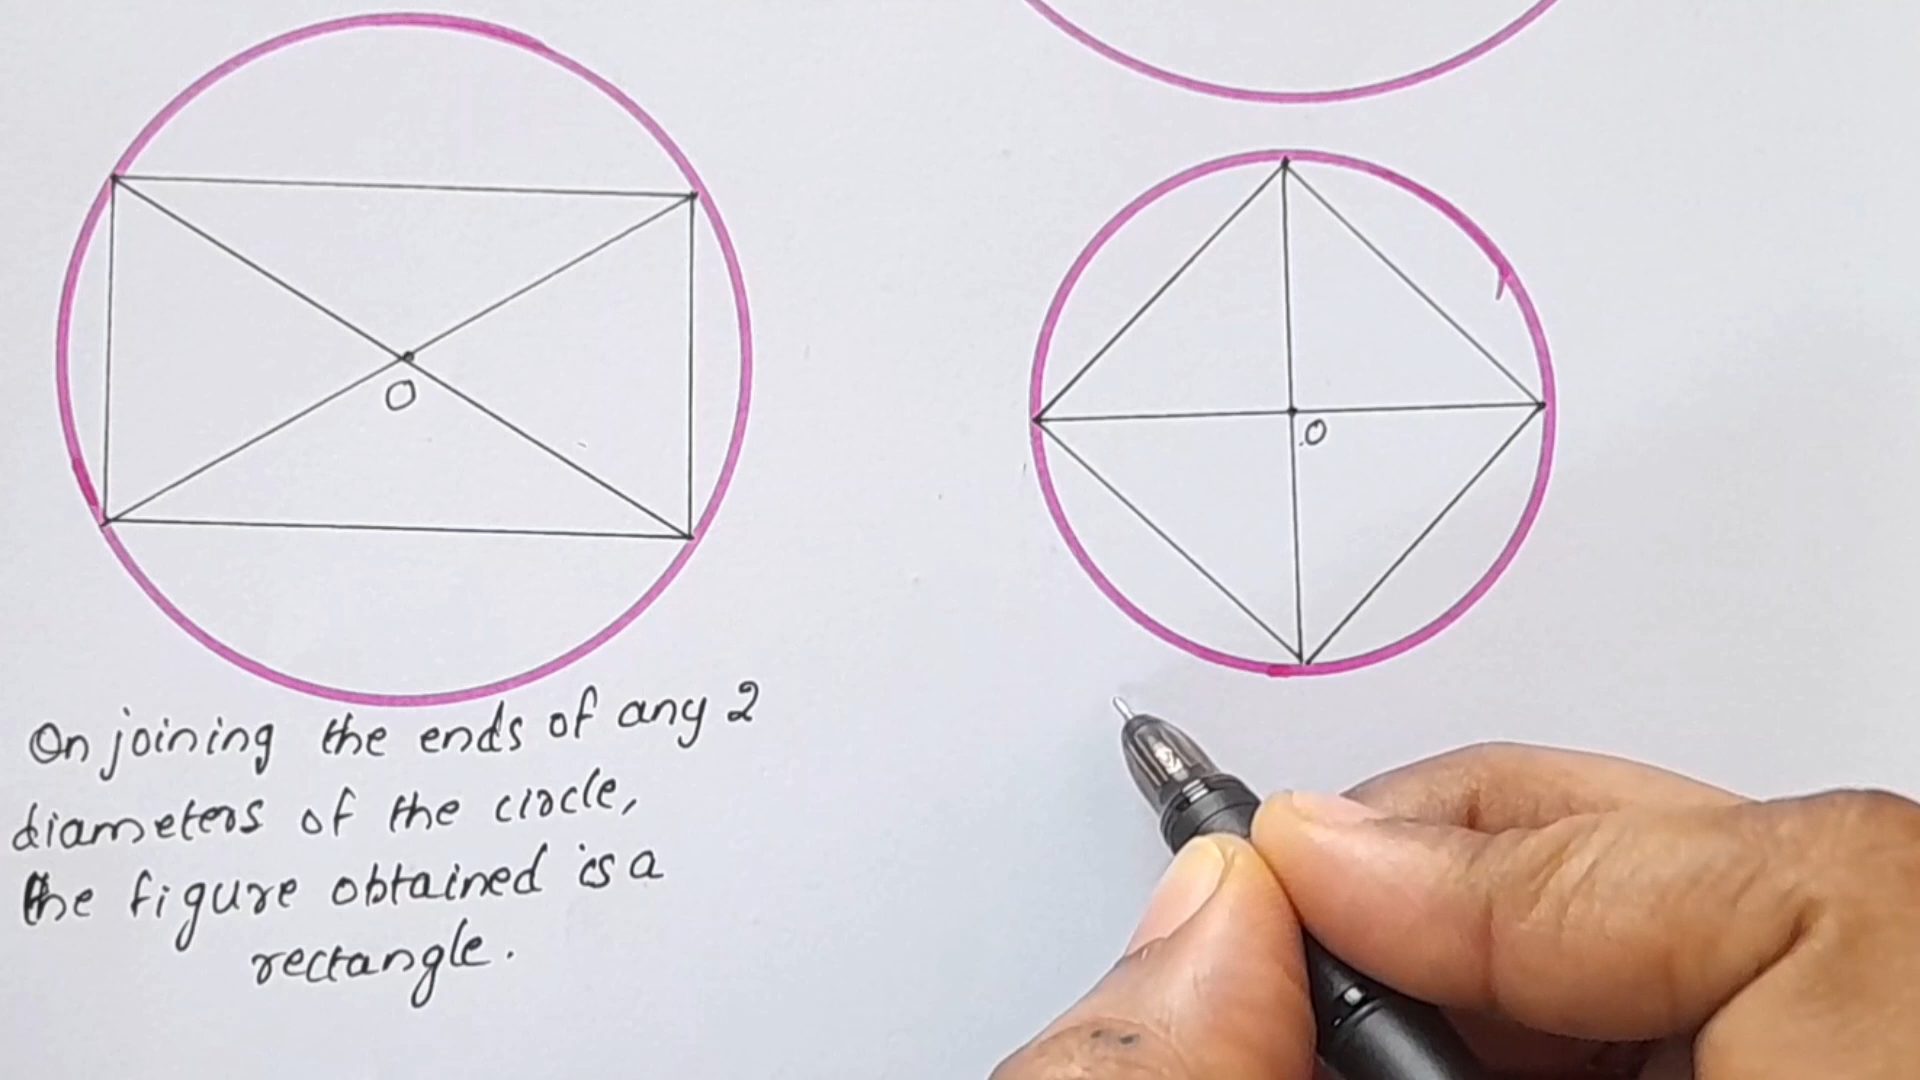 O
.O
On joining the ends of any 2
diameters of the circle,
the figure obtained is a
rectangle.